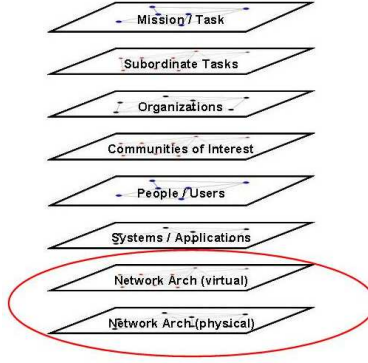 Mission / Task
Subordinate Tasks
Organizations
Communities of Interest
People / Users
Systems / Applications
Network Arch (virtual)
Network Arch (physical)